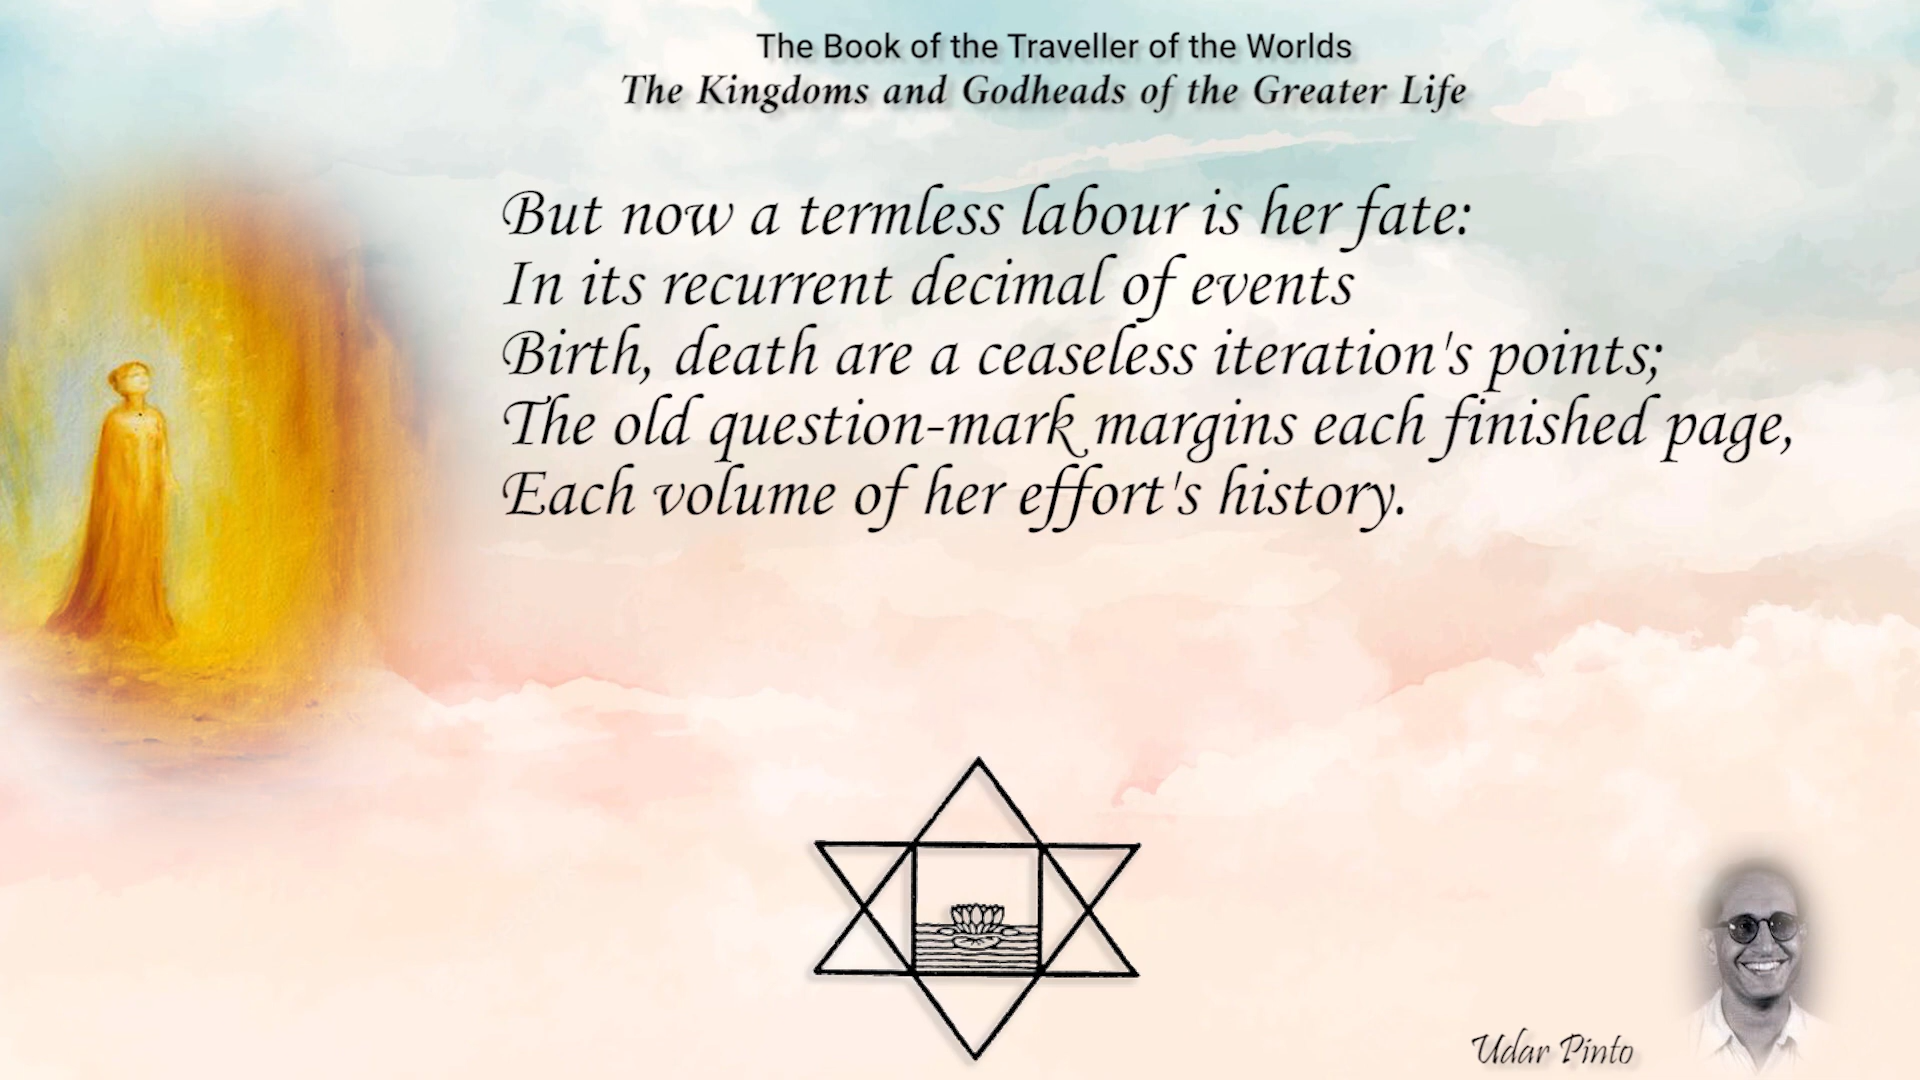 The Book of the Traveller of the Worlds
The Kingdoms and Godheads of the Greater Life
But now a termless labour is her fate:
In its recurrent decimal of events
Birth, death are a ceaseless iteration's points;
The old question-mark margins each finished page,
Each volume of her effort's history.
Udar Pinto